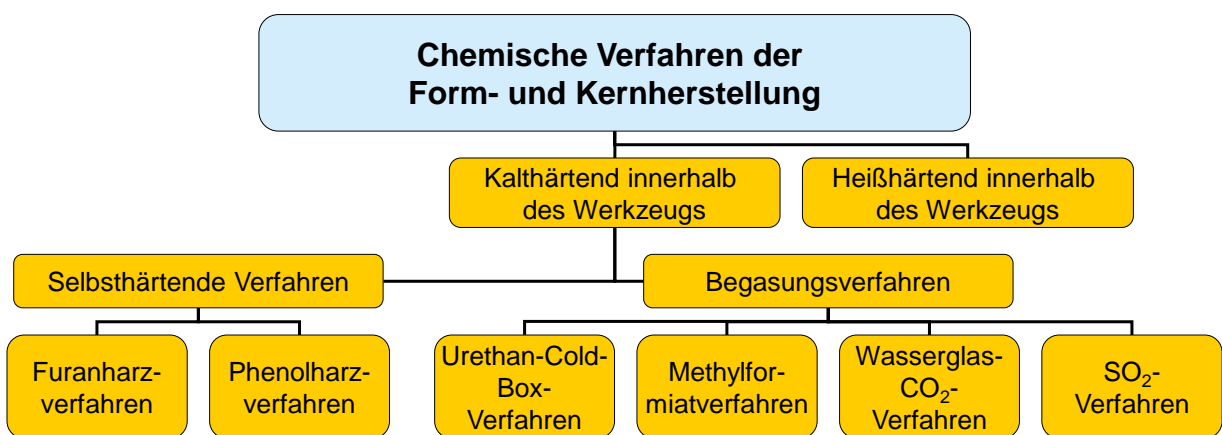 Chemische Verfahren der
Form- und Kernherstellung
Kalthärtend innerhalb
des Werkzeugs
Heißhärtend innerhalb
des Werkzeugs
Selbsthärtende Verfahren
Begasungsverfahren
Furanharz-
verfahren
Phenolharz-
verfahren
Urethan-Cold-
Box-
Verfahren
Methylfor-
miatverfahren
Wasserglas-
CO₂-
Verfahren
SO₂-
Verfahren